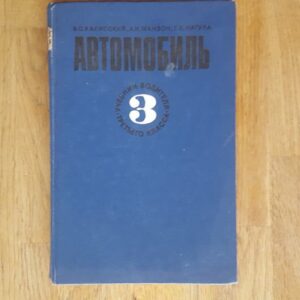 В.С.КАЛИССКИЙ, А.И.МАНЗОН, Г.Е.НАГУЛА
АВТОМОБИЛЬ
УЧЕБНИК ВОДИТЕЛЯ
3
ТРЕТЬЕГО КЛАССА